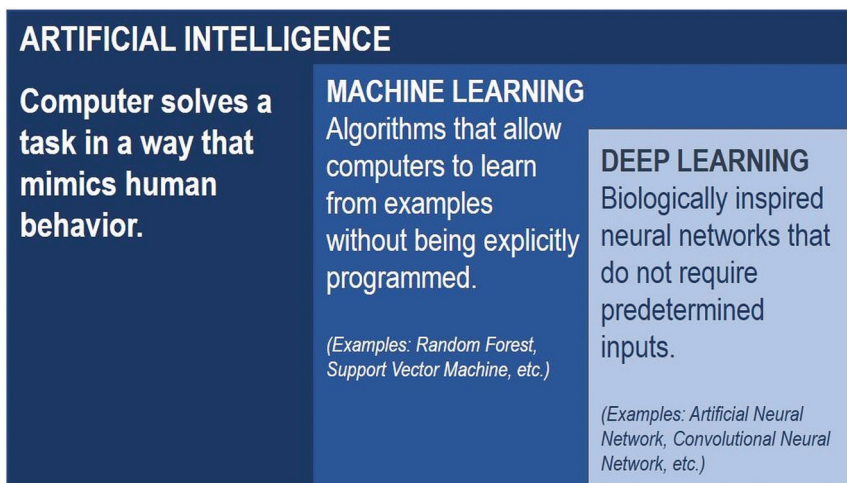 ARTIFICIAL INTELLIGENCE
Computer solves a
task in a way that
mimics human
behavior.
MACHINE LEARNING
Algorithms that allow
computers to learn
from examples
without being explicitly
programmed.
(Examples: Random Forest,
Support Vector Machine, etc.)
DEEP LEARNING
Biologically inspired
neural networks that
do not require
predetermined
inputs.
(Examples: Artificial Neural
Network, Convolutional Neural
Network, etc.)